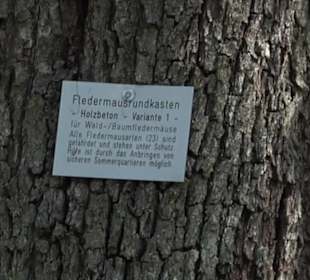 Fledermausrundkasten
- Holzbeton - Variante 1 -
für Wald-/Baumfledermäuse
Alle Fledermausarten (23) sind
gefährdet und stehen unter Schutz.
Hilfe ist durch das Anbringen von
sicheren Sommerquartieren möglich.